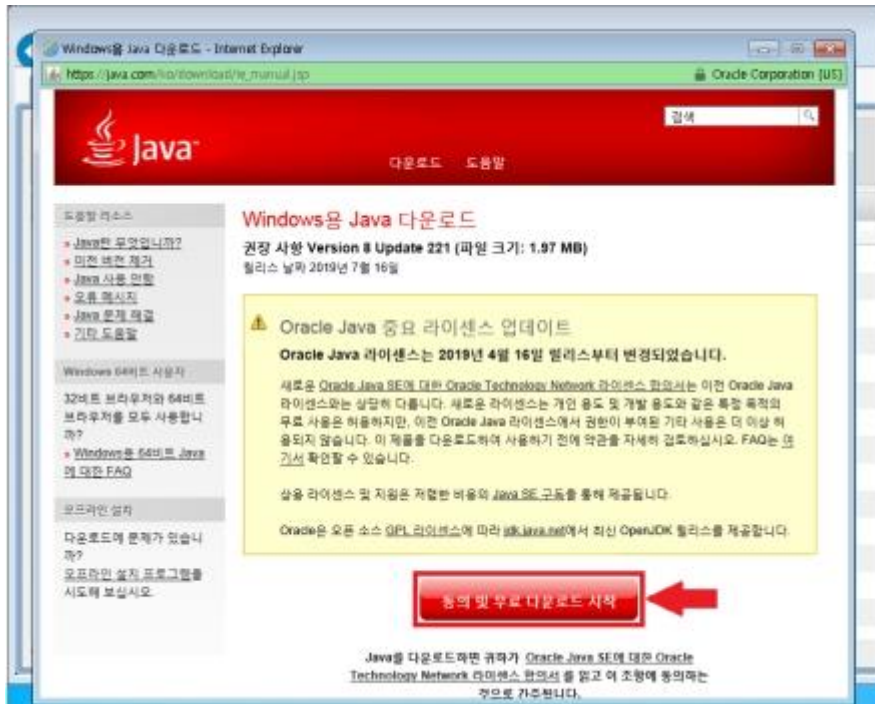 Windows용 Java 다운로드 - Internet Explorer
https://java.com/ko/download/ie_manual.jsp
Oracle Corporation [US]
Java
검색
다운로드 도움말
도움말 리소스
» Java란 무엇입니까?
» 이전 버전 제거
» Java 사용 안함
» 오류 메시지
» Java 문제 해결
» 기타 도움말
Windows 64비트 사용자
32비트 브라우저와 64비트
브라우저를 모두 사용합니
까?
» Windows용 64비트 Java
에 대한 FAQ
오프라인 설치
다운로드에 문제가 있습니
까?
오프라인 설치 프로그램을
시도해 보십시오.
Windows용 Java 다운로드
권장 사항 Version 8 Update 221 (파일 크기: 1.97 MB)
릴리스 날짜 2019년 7월 16일
Oracle Java 중요 라이센스 업데이트
Oracle Java 라이센스는 2019년 4월 16일 릴리스부터 변경되었습니다.
새로운 Oracle Java SE에 대한 Oracle Technology Network 라이센스 합의서는 이전 Oracle Java
라이센스와는 상당히 다릅니다. 새로운 라이센스는 개인 용도 및 개발 용도와 같은 특정 목적의
무료 사용은 허용하지만, 이전 Oracle Java 라이센스에서 권한이 부여된 기타 사용은 더 이상 허
용되지 않습니다. 이 제품을 다운로드하여 사용하기 전에 약관을 자세히 검토하십시오. FAQ는 여
기서 확인할 수 있습니다.
상용 라이센스 및 지원은 저렴한 비용의 Java SE 구독을 통해 제공됩니다.
Oracle은 오픈 소스 GPL 라이센스에 따라 jdk.java.net에서 최신 OpenJDK 릴리스를 제공합니다.
동의 및 무료 다운로드 시작
Java를 다운로드하면 귀하가 Oracle Java SE에 대한 Oracle
Technology Network 라이센스 합의서 를 읽고 이 조항에 동의하는
것으로 간주됩니다.